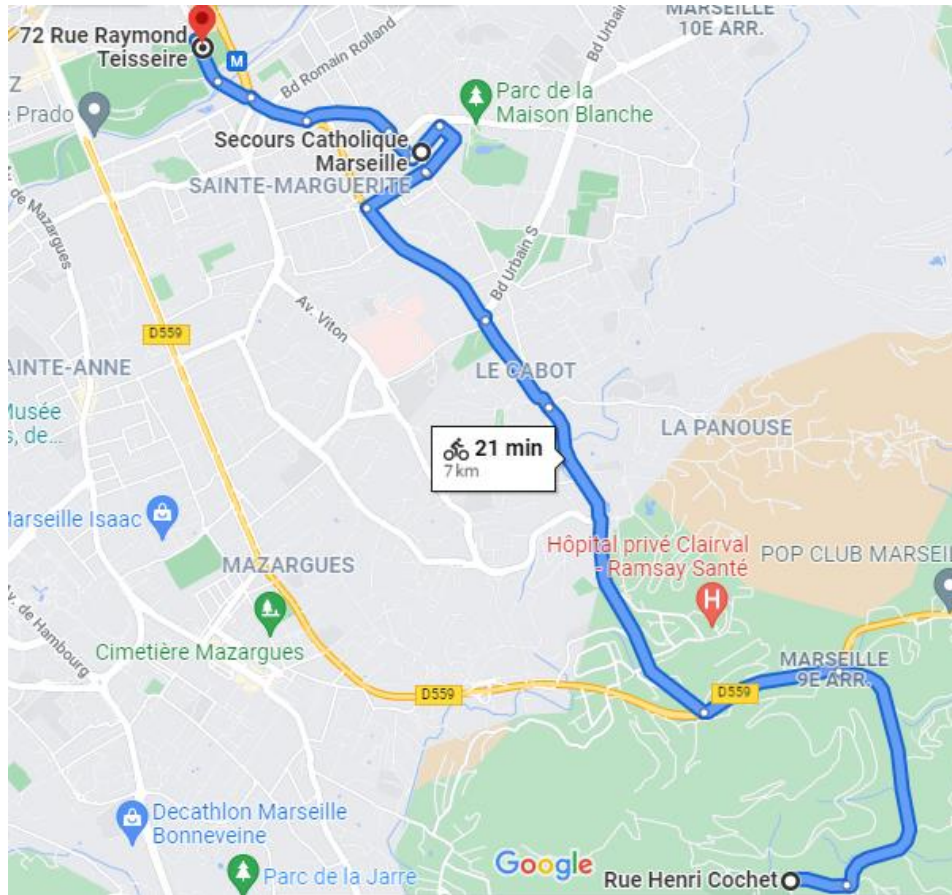 MARSEILLE
10E ARR.
72 Rue Raymond
Teisseire
M
Bd Romain Rolland
Bd Urbain S
Z
Prado
Parc de la
Maison Blanche
Secours Catholique
Marseille
SAINTE-MARGUERITE
de Mazargues
Bd Urbain S
Av. Viton
D559
AINTE-ANNE
LE CABOT
Musée
s, de...
LA PANOUSE
21 min
7 km
Marseille Isaac
Hôpital privé Clairval
- Ramsay Santé
H
POP CLUB MARSEI
MAZARGUES
Av. de Hambourg
Cimetière Mazargues
MARSEILLE
9E ARR.
D559
D559
Decathlon Marseille
Bonneveine
Google
Parc de la Jarre
Rue Henri Cochet